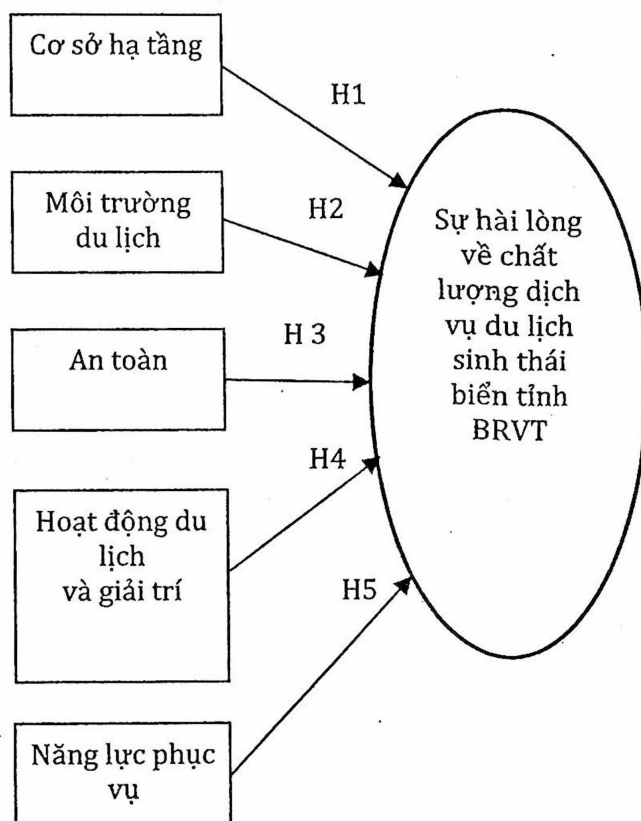 Cơ sở hạ tầng
H1
Môi trường
du lịch
H2
An toàn
H 3
Hoạt động du
lịch
và giải trí
H4
Năng lực phục
vụ
H5
Sự hài lòng
về chất
lượng dịch
vụ du lịch
sinh thái
biển tỉnh
BRVT